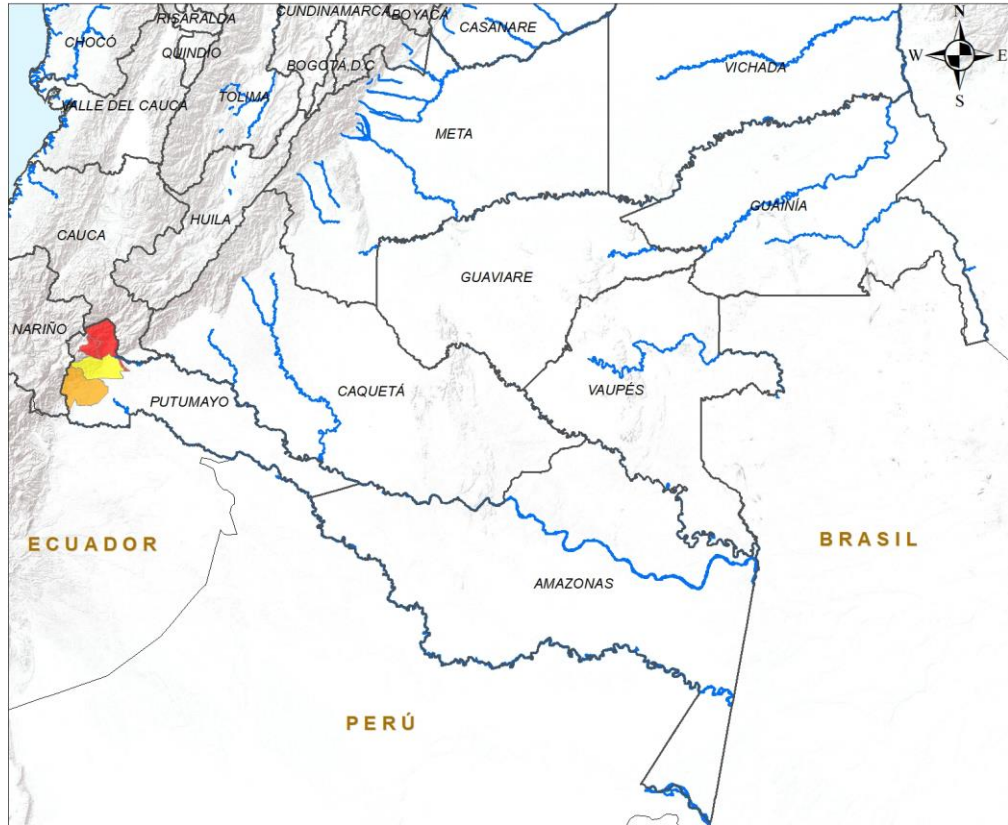 CUNDINAMARCA
BOYACÁ
RISARALDA
CASANARE
N
CHOCÓ
QUINDÍO
BOGOTÁ D.C
W
E
VICHADA
S
VALLE DEL CAUCA
TOLIMA
META
GUAINÍA
HUILA
CAUCA
GUAVIARE
NARIÑO
CAQUETÁ
VAUPÉS
PUTUMAYO
ECUADOR
BRASIL
AMAZONAS
PERÚ